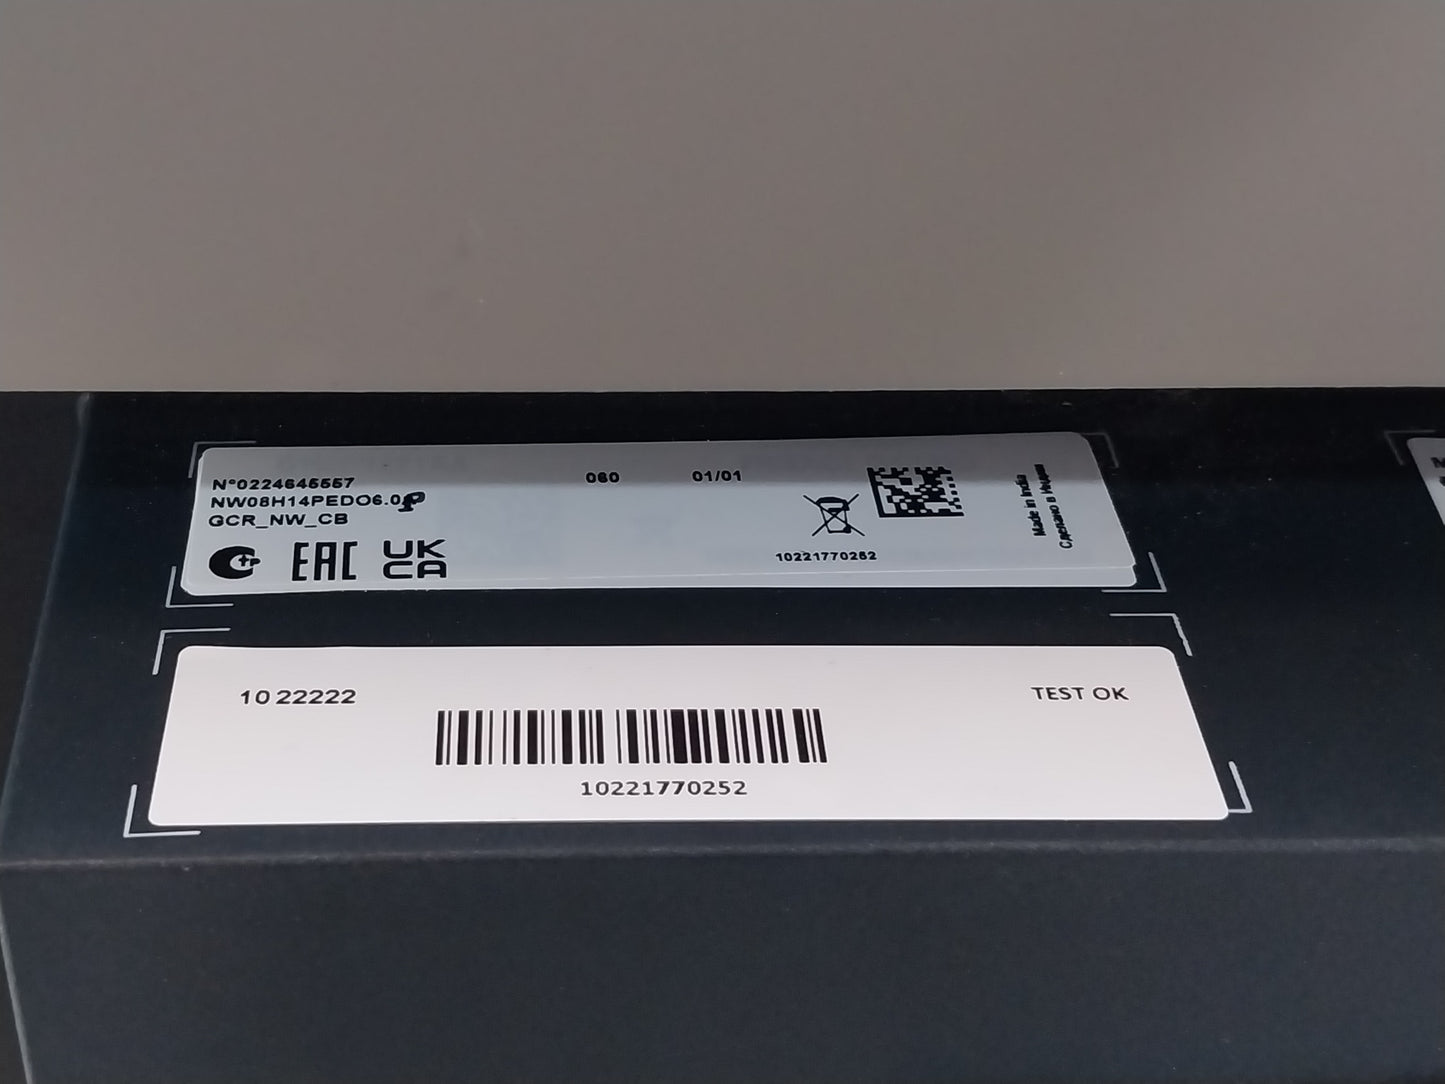 N°0224645557 060 01/01
NW08H14PEDO6.0
GCR_NW_CB
EAC UK
CA
10221770252
Made in India
Сделано в Индии
10 22222 TEST OK
10221770252